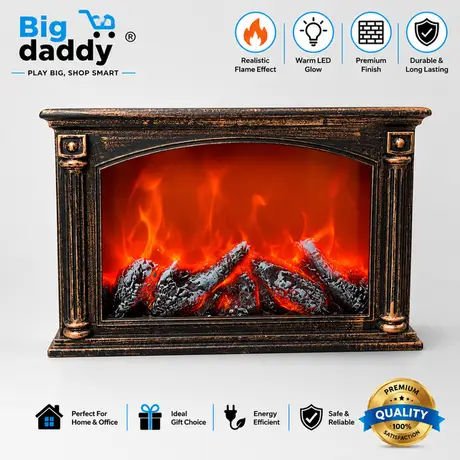 Big
daddy ®
PLAY BIG, SHOP SMART
Realistic
Flame Effect
Warm LED
Glow
Premium
Finish
Durable &
Long Lasting
Perfect For
Home & Office
Ideal
Gift Choice
Energy
Efficient
Safe &
Reliable
PREMIUM
QUALITY
100%
SATISFACTION